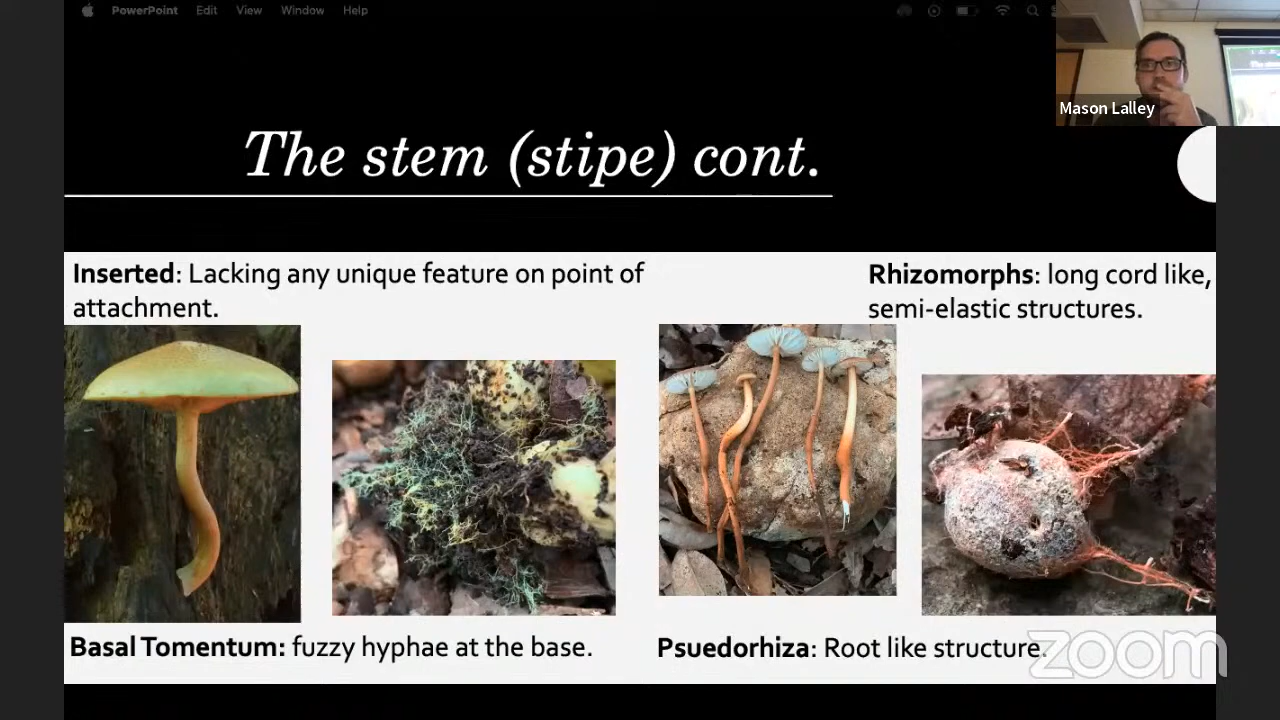 PowerPoint Edit View Window Help
Mason Lalley
The stem (stipe) cont.
Inserted: Lacking any unique feature on point of
attachment.
Rhizomorphs: long cord like,
semi-elastic structures.
Basal Tomentum: fuzzy hyphae at the base.
Psuedorhiza: Root like structure.
zoom